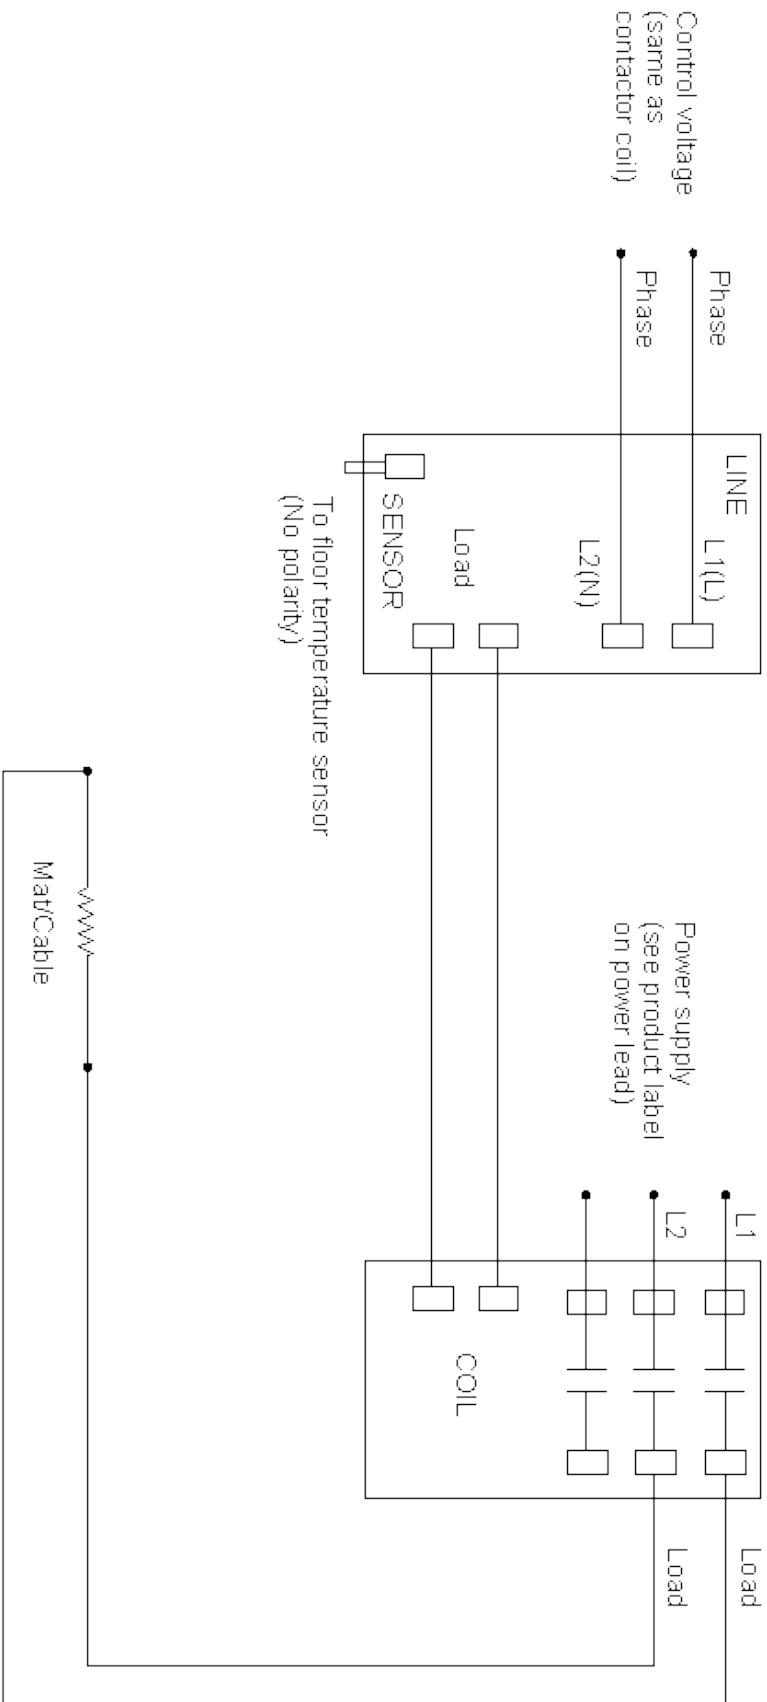 Control voltage
(same as
contactor coil)
Phase
Phase
LINE
L1(L)
L2(N)
Load
SENSOR
To floor temperature sensor
(No polarity)
Power supply
(see product label
on power lead)
L1
L2
COIL
Load
Load
Mat/Cable